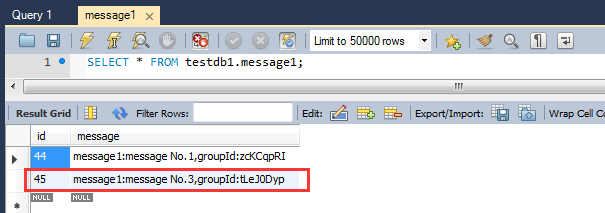 Query 1
message1
Limit to 50000 rows
1
SELECT * FROM testdb1.message1;
Result Grid
Filter Rows:
Edit:
Export/Import:
Wrap Cell Co
id message
44 message1:message No.1,groupId:zcKCqpRI
45 message1:message No.3,groupId:tLeJ0Dyp
NULL NULL